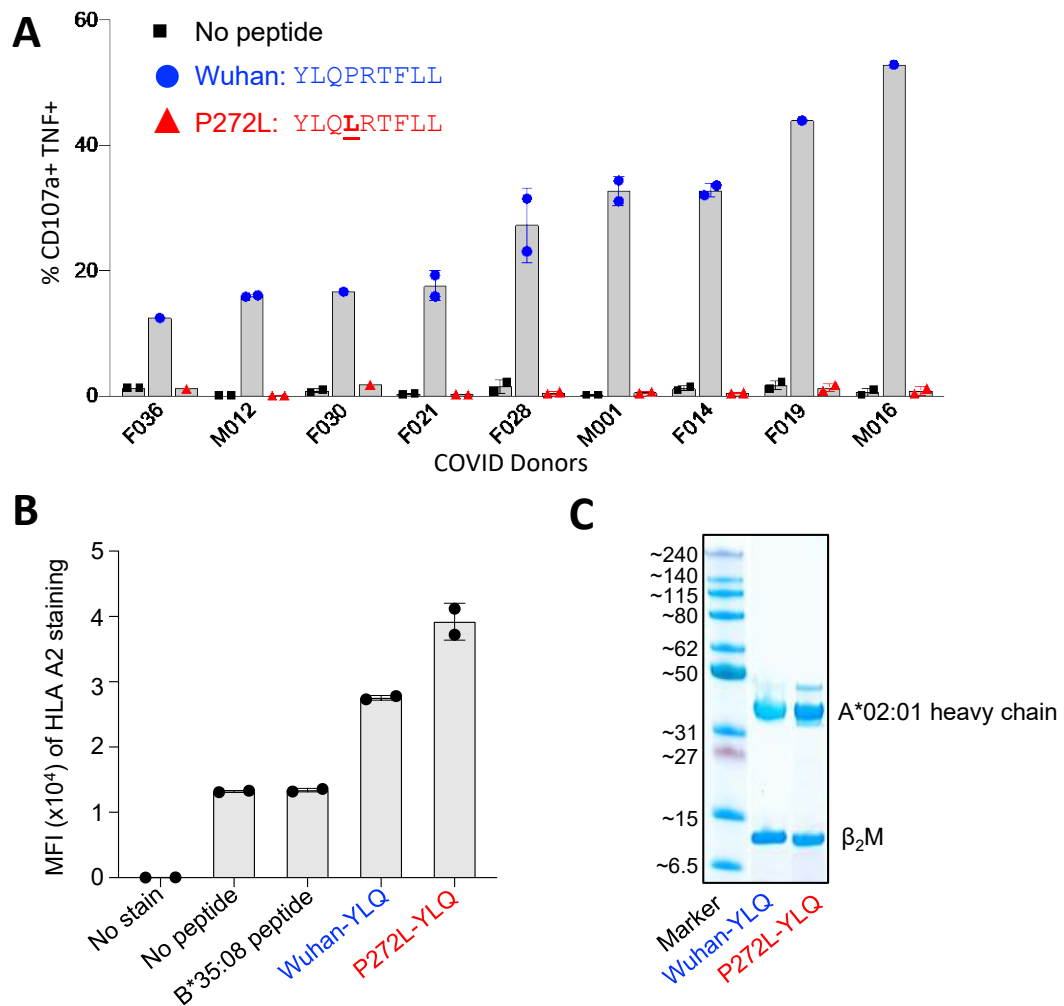 A
60
40
20
0
% CD107a+ TNF+
No peptide
Wuhan: YLQPRTFLL
P272L: YLQLRTFLL
F036 M012 F030 F021 F028 M001 F014 F019 M016
COVID Donors
B
5
4
3
2
1
0
MFI (x10⁴) of HLA A2 staining
No stain
No peptide
B*35:08 peptide
Wuhan-YLQ
P272L-YLQ
C
~240
~140
~115
~80
~62
~50
~31
~27
~15
~6.5
A*02:01 heavy chain
β₂M
Marker
Wuhan-YLQ
P272L-YLQ